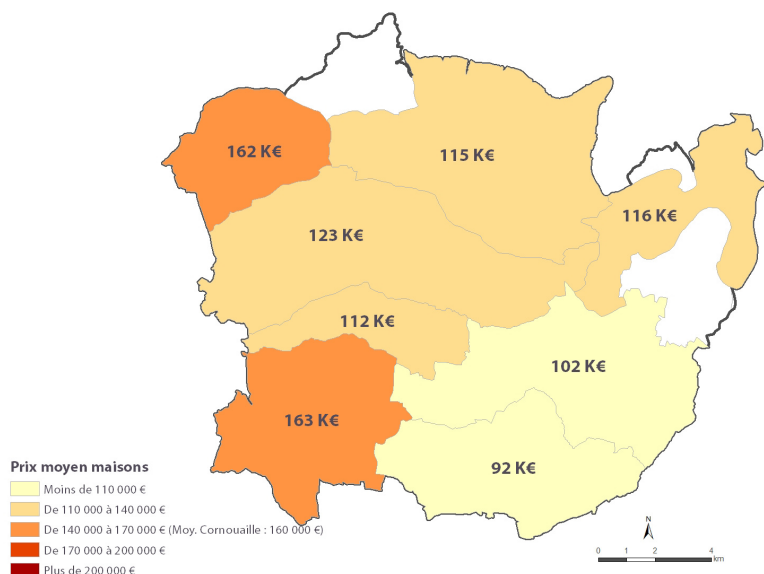 162 K€
115 K€
116 K€
123 K€
112 K€
102 K€
163 K€
92 K€
Prix moyen maisons
Moins de 110 000 €
De 110 000 à 140 000 €
De 140 000 à 170 000 € (Moy. Cornouaille : 160 000 €)
De 170 000 à 200 000 €
Plus de 200 000 €
N
0 1 2 4
km